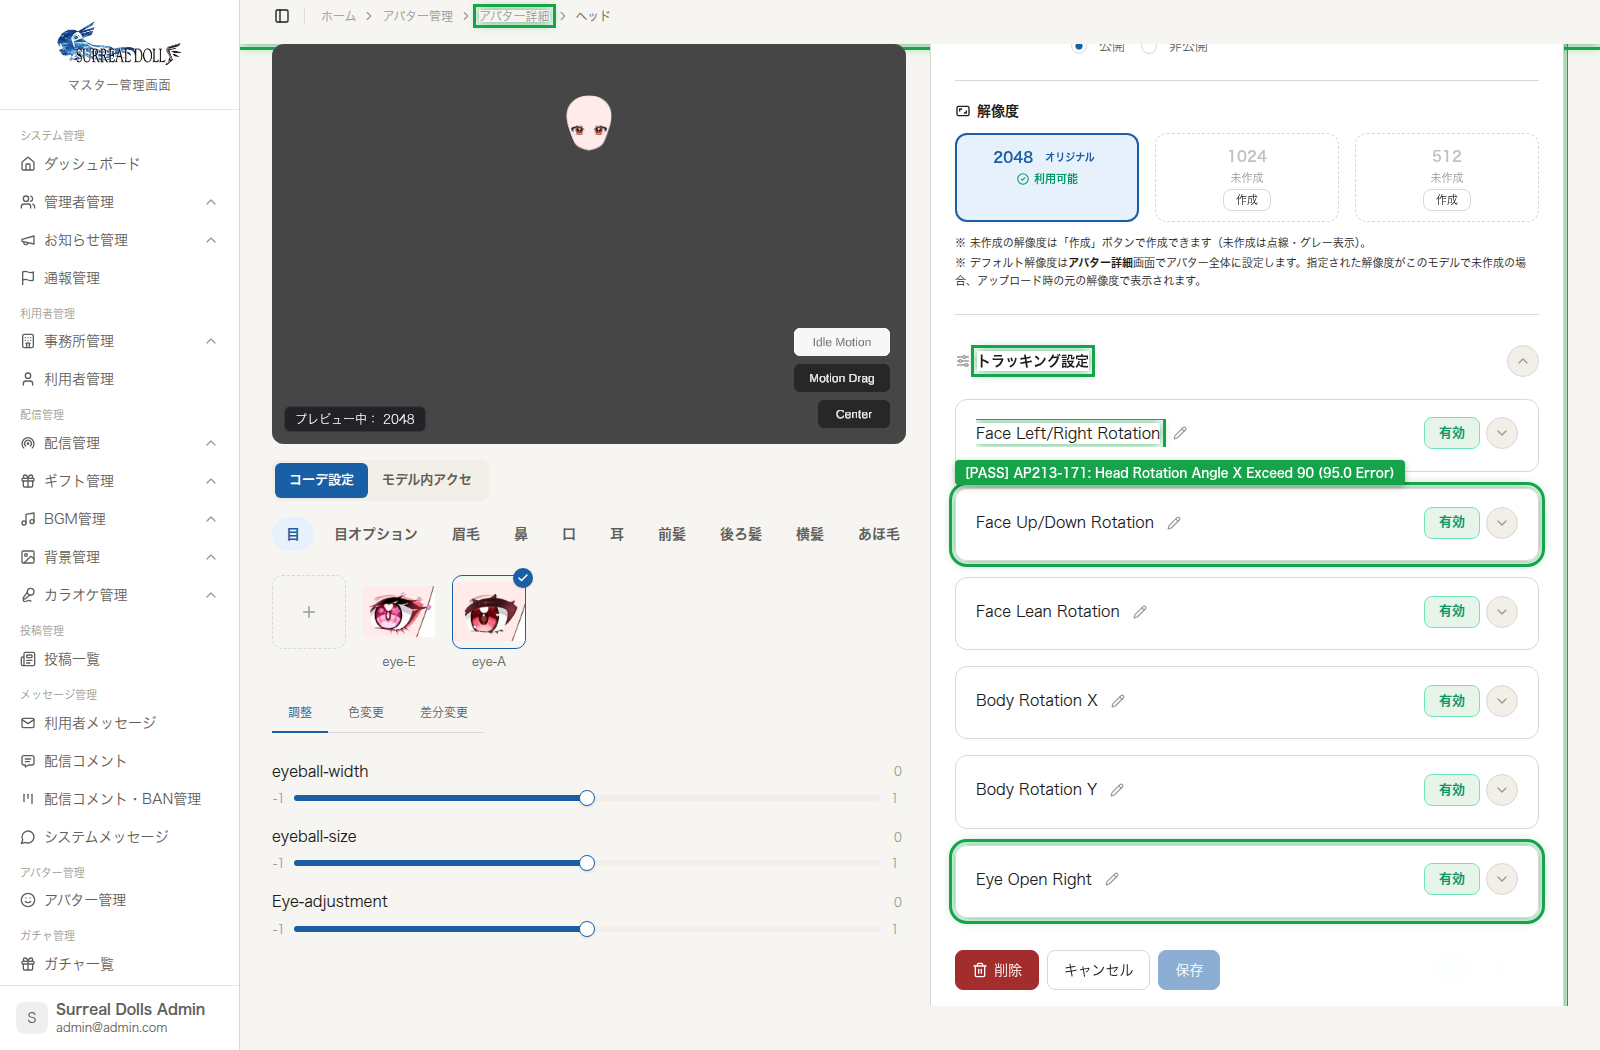 SURREAL DOLL
マスター管理画面
システム管理
ダッシュボード
管理者管理
お知らせ管理
通報管理
利用者管理
事務所管理
利用者管理
配信管理
配信管理
ギフト管理
BGM管理
背景管理
カラオケ管理
投稿管理
投稿一覧
メッセージ管理
利用者メッセージ
配信コメント
配信コメント・BAN管理
システムメッセージ
アバター管理
アバター管理
ガチャ管理
ガチャ一覧
S
Surreal Dolls Admin
admin@admin.com
ホーム > アバター管理 > アバター詳細 > ヘッド
Idle Motion
Motion Drag
Center
プレビュー中： 2048
コーデ設定 モデル内アクセ
目 目オプション 眉毛 鼻 口 耳 前髪 後ろ髪 横髪 あほ毛
eye-E eye-A
調整 色変更 差分変更
eyeball-width 0
-1 1
eyeball-size 0
-1 1
Eye-adjustment 0
-1 1
公開 非公開
解像度
2048 オリジナル
利用可能
1024
未作成
作成
512
未作成
作成
※ 未作成の解像度は「作成」ボタンで作成できます（未作成は点線・グレー表示）。
※ デフォルト解像度はアバター詳細画面でアバター全体に設定します。指定された解像度がこのモデルで未作成の場
合、アップロード時の元の解像度で表示されます。
トラッキング設定
Face Left/Right Rotation 有効
[PASS] AP213-171: Head Rotation Angle X Exceed 90 (95.0 Error)
Face Up/Down Rotation 有効
Face Lean Rotation 有効
Body Rotation X 有効
Body Rotation Y 有効
Eye Open Right 有効
削除 キャンセル 保存